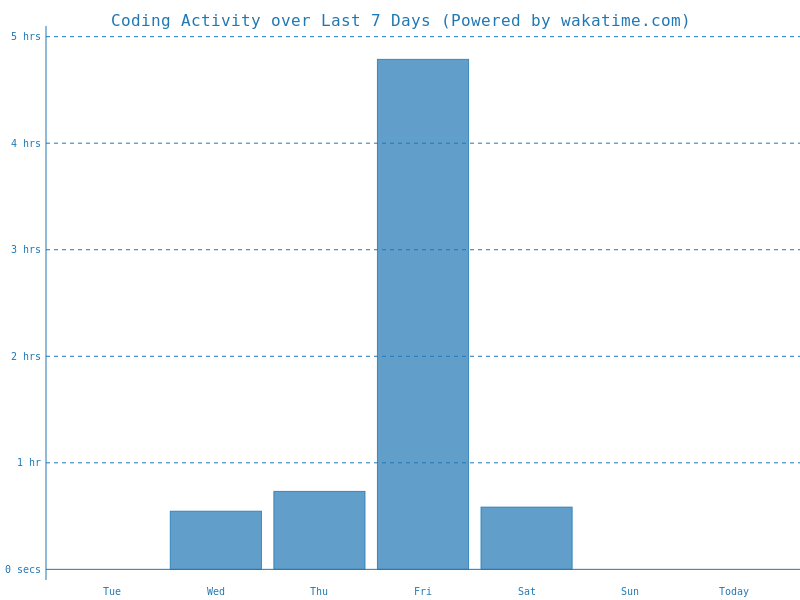 Coding Activity over Last 7 Days (Powered by wakatime.com)
5 hrs
4 hrs
3 hrs
2 hrs
1 hr
0 secs
Tue Wed Thu Fri Sat Sun Today